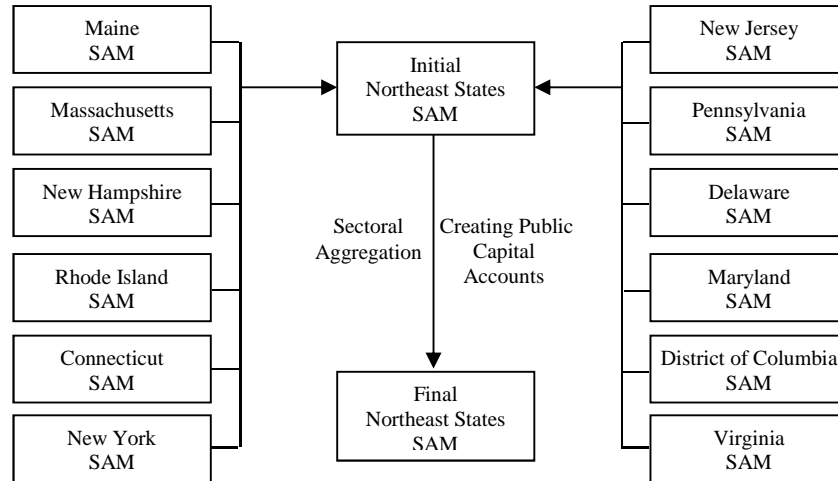 Maine
SAM
Massachusetts
SAM
New Hampshire
SAM
Rhode Island
SAM
Connecticut
SAM
New York
SAM
Initial
Northeast States
SAM
Sectoral
Aggregation
Creating Public
Capital
Accounts
Final
Northeast States
SAM
New Jersey
SAM
Pennsylvania
SAM
Delaware
SAM
Maryland
SAM
District of Columbia
SAM
Virginia
SAM